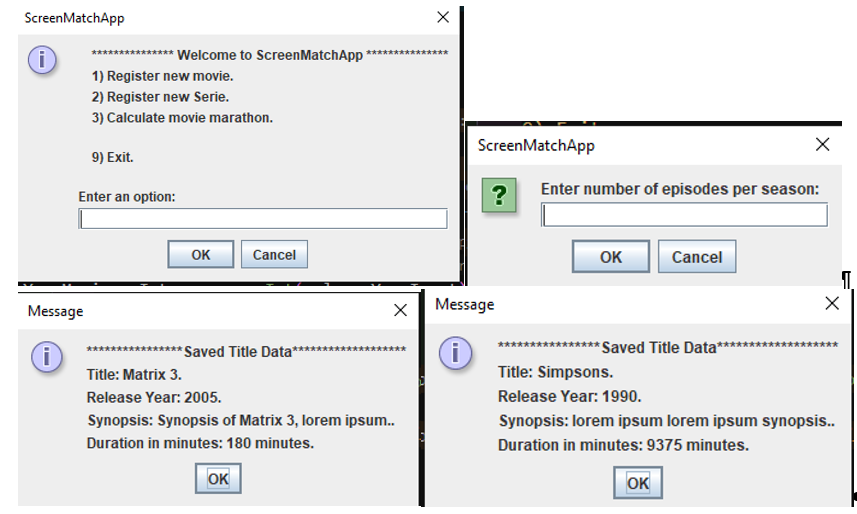 ScreenMatchApp
*************** Welcome to ScreenMatchApp ***************
1) Register new movie.
2) Register new Serie.
3) Calculate movie marathon.
9) Exit.
Enter an option:
OK Cancel
ScreenMatchApp
Enter number of episodes per season:
OK Cancel
¶
Message
****************Saved Title Data*******************
Title: Matrix 3.
Release Year: 2005.
Synopsis: Synopsis of Matrix 3, lorem ipsum..
Duration in minutes: 180 minutes.
OK
Message
****************Saved Title Data*******************
Title: Simpsons.
Release Year: 1990.
Synopsis: lorem ipsum lorem ipsum synopsis..
Duration in minutes: 9375 minutes.
OK